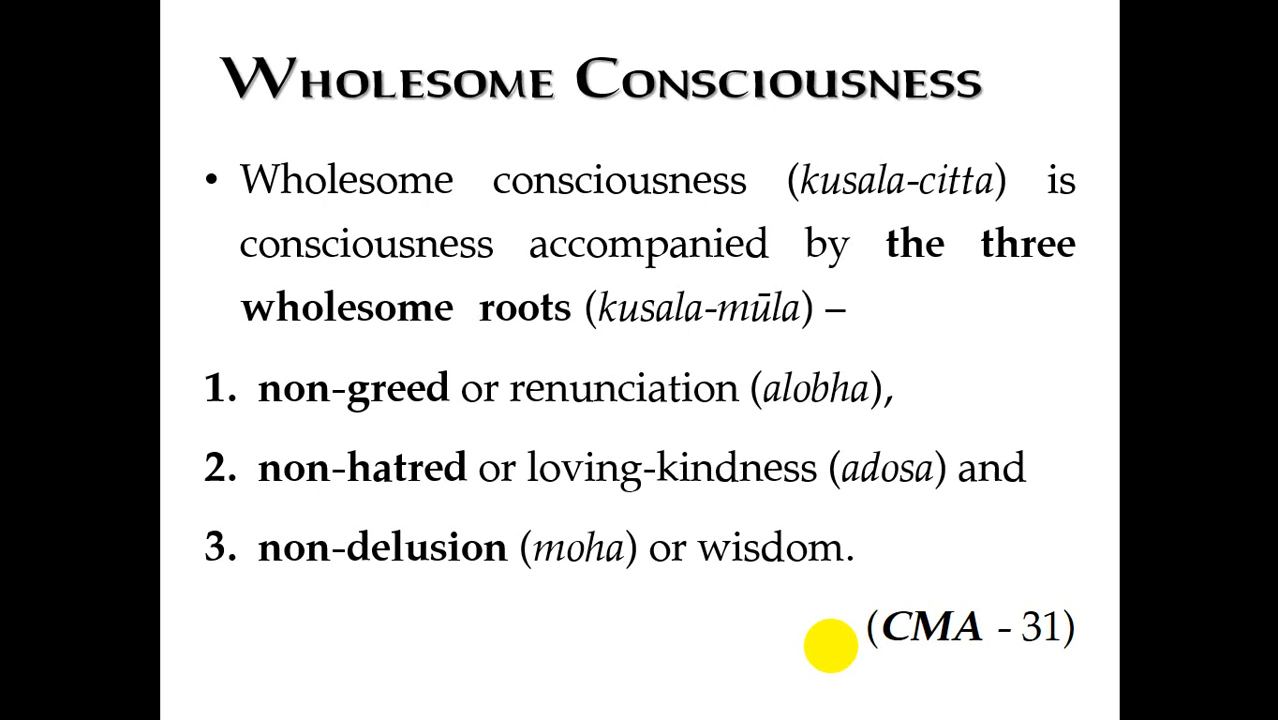 WHOLESOME CONSCIOUSNESS
• Wholesome consciousness (kusala-citta) is
consciousness accompanied by the three
wholesome roots (kusala-mūla) –
1. non-greed or renunciation (alobha),
2. non-hatred or loving-kindness (adosa) and
3. non-delusion (moha) or wisdom.
(CMA - 31)